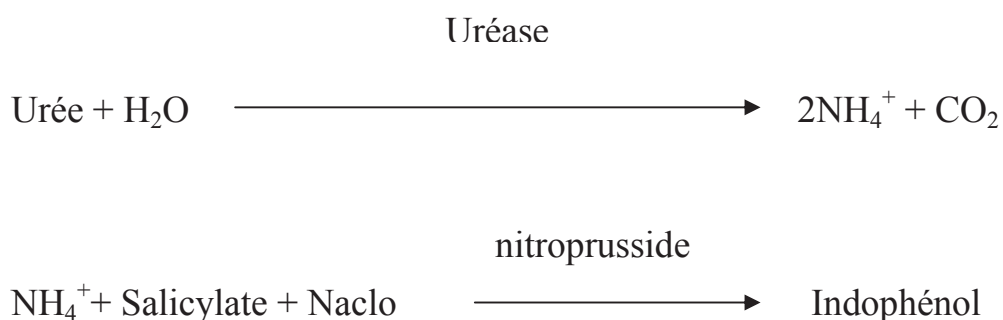 Uréase
Urée + H₂O → 2NH₄⁺ + CO₂
nitroprusside
NH₄⁺+ Salicylate + Naclo → Indophénol